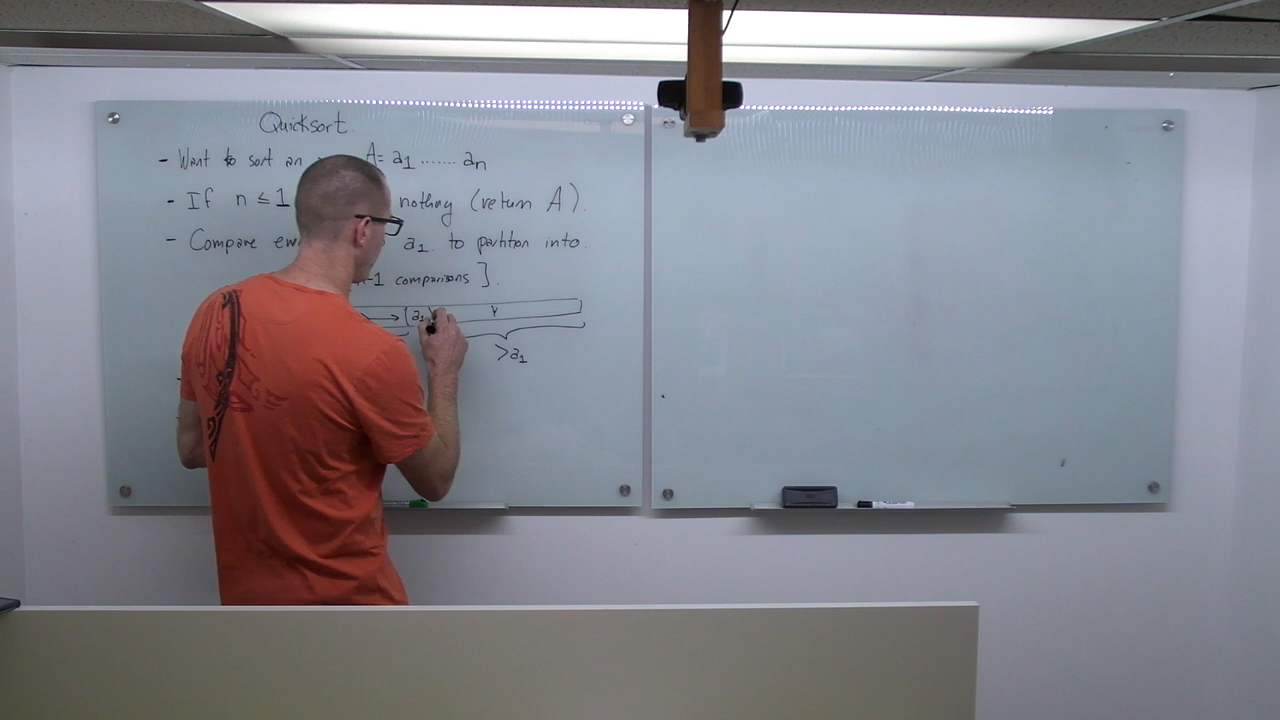 Quicksort.
- Want to sort an A= a1 ....... an
- If n ≤ 1 nothing (return A).
- Compare a1 to partition into.
-1 comparisons ].
a1
>a1